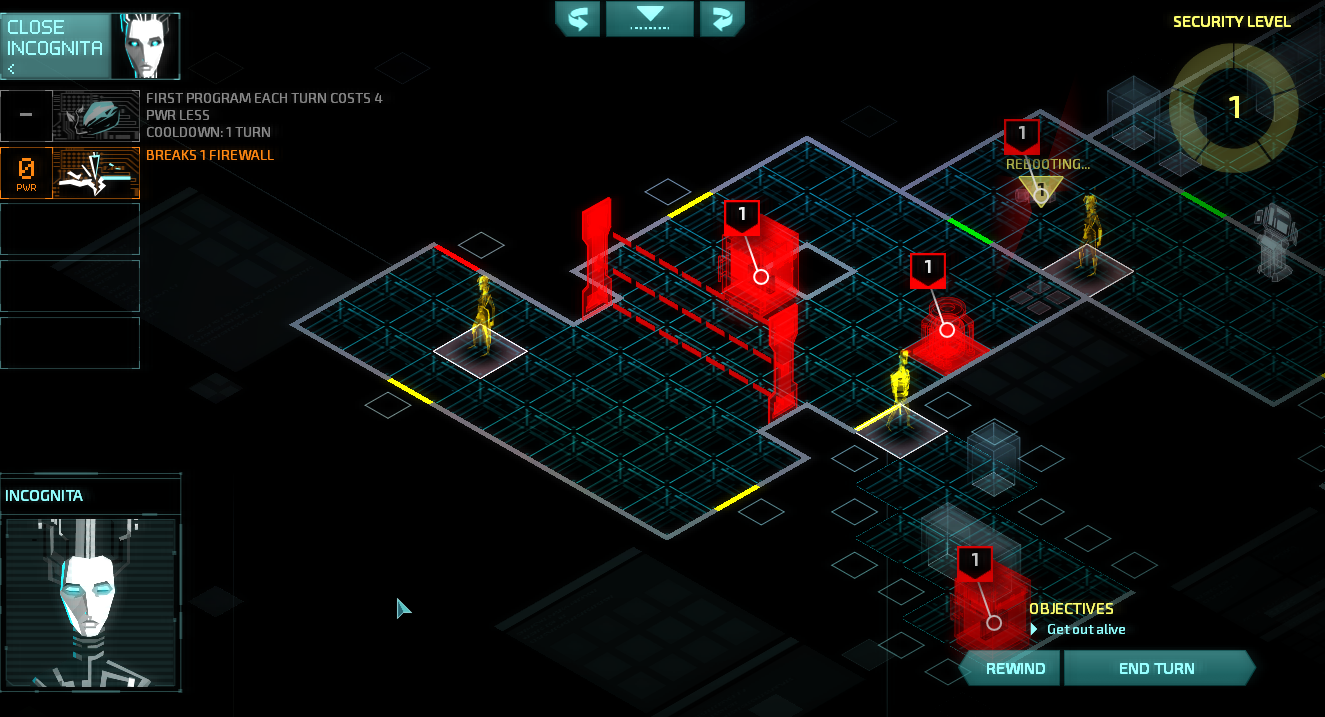 CLOSE
INCOGNITA
<
SECURITY LEVEL
1
–
FIRST PROGRAM EACH TURN COSTS 4
PWR LESS
COOLDOWN: 1 TURN
0
PWR
BREAKS 1 FIREWALL
1
REBOOTING...
1
1
INCOGNITA
1
OBJECTIVES
Get out alive
REWIND
END TURN